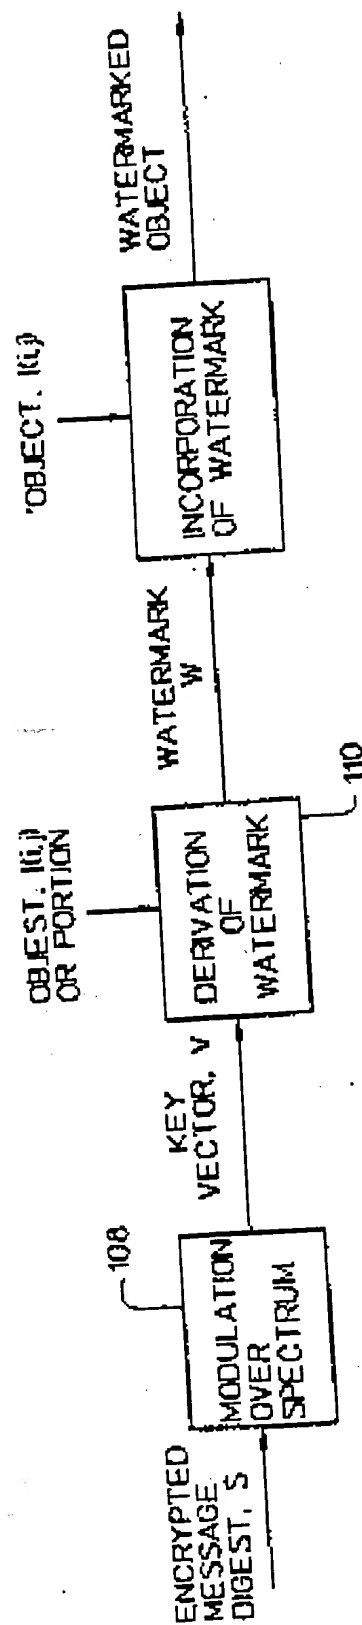 ENCRYPTED
MESSAGE
DIGEST, S
108
MODULATION
OVER
SPECTRUM
KEY
VECTOR, V
OBJEST, I(i,j)
OR PORTION
DERIVATION
OF
WATERMARK
110
WATERMARK
W
OBJECT, I(i,j)
INCORPORATION
OF WATERMARK
WATERMARKED
OBJECT